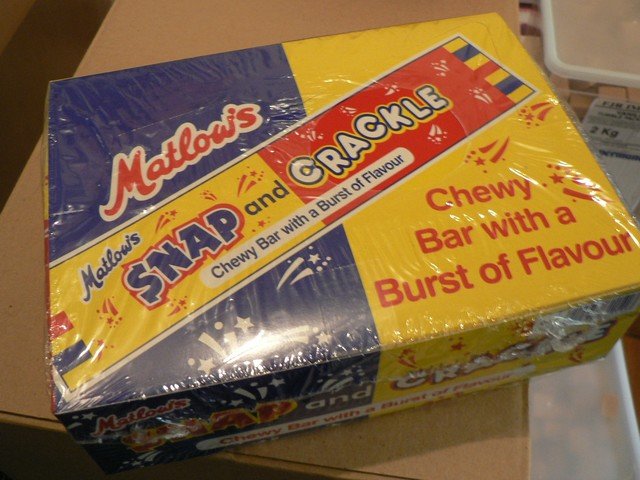 Matlow's
Matlow's SNAP and CRACKLE
Chewy Bar with a Burst of Flavour
Chewy
Bar with a
Burst of Flavour
Matlow's SNAP and CRACKLE
Chewy Bar with a Burst of Flavour
2 Kg